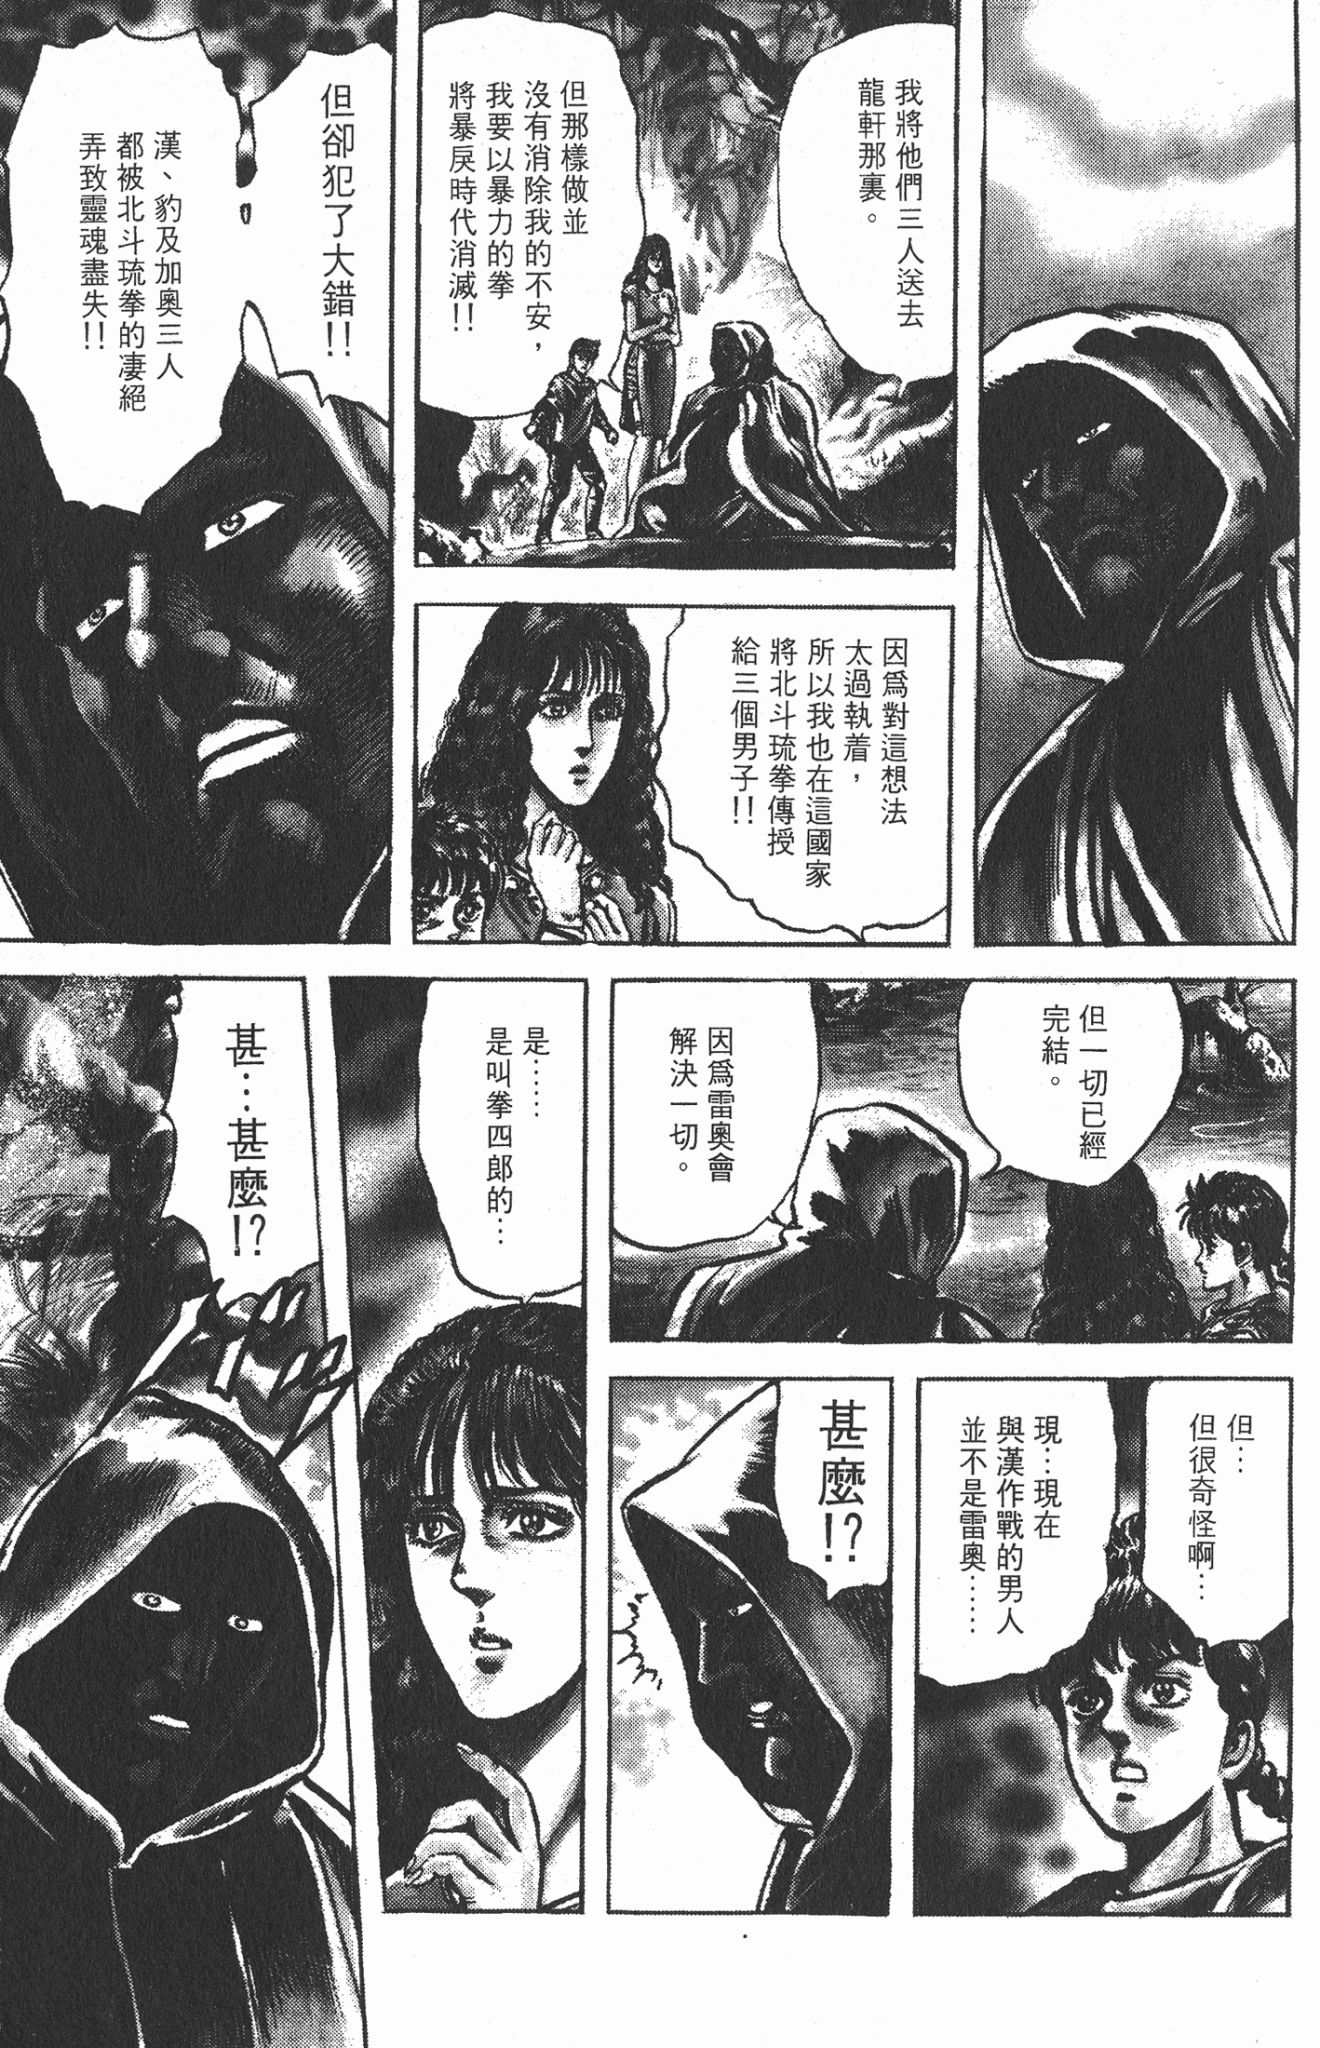 我將他們三人送去
龍軒那裏。
但那樣做並
沒有消除我的不安，
我要以暴力的拳
將暴戾時代消滅！！
因為對這想法
太過執着，
所以我也在這國家
將北斗琉拳傳授
給三個男子！！
但卻犯了大錯！！
漢、豹及加奧三人
都被北斗琉拳的凄絕
弄致靈魂盡失！！
但一切已經
完結。
因為雷奧會
解決一切。
但…
但很奇怪啊…
現…現在
與漢作戰的男人
並不是雷奧……
甚麼！？
是……
是叫拳四郎的…
甚…甚麼！？